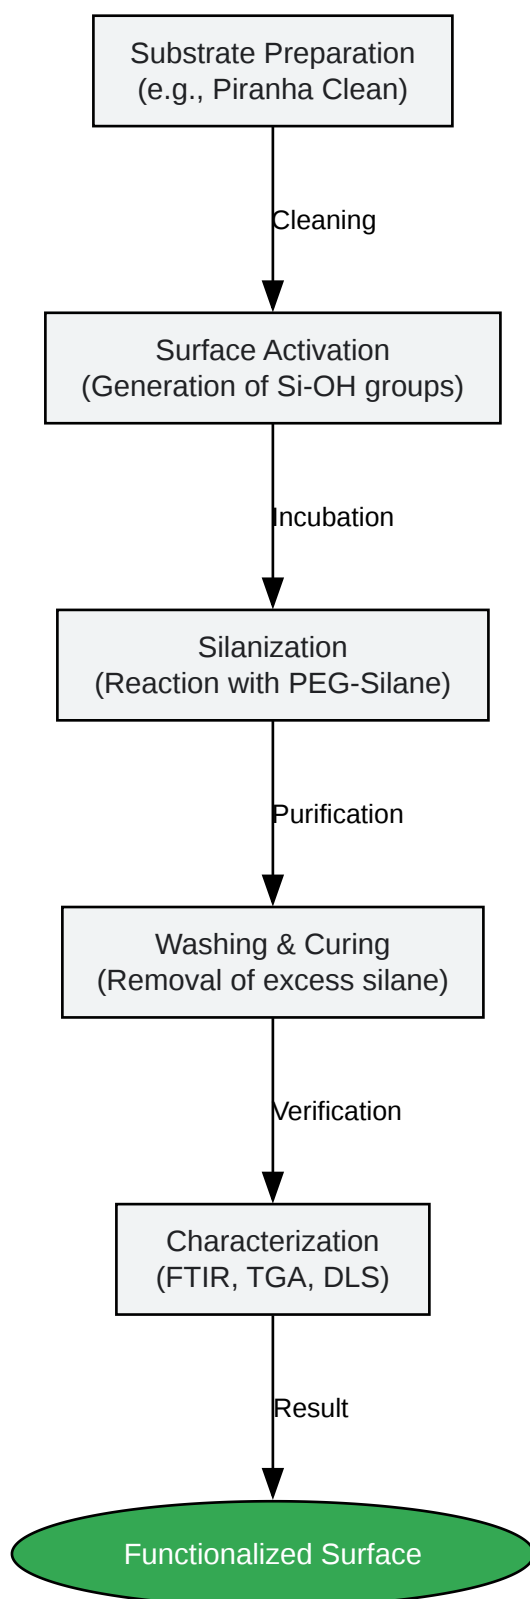 Substrate Preparation
(e.g., Piranha Clean)
Cleaning
Surface Activation
(Generation of Si-OH groups)
Incubation
Silanization
(Reaction with PEG-Silane)
Purification
Washing & Curing
(Removal of excess silane)
Verification
Characterization
(FTIR, TGA, DLS)
Result
Functionalized Surface